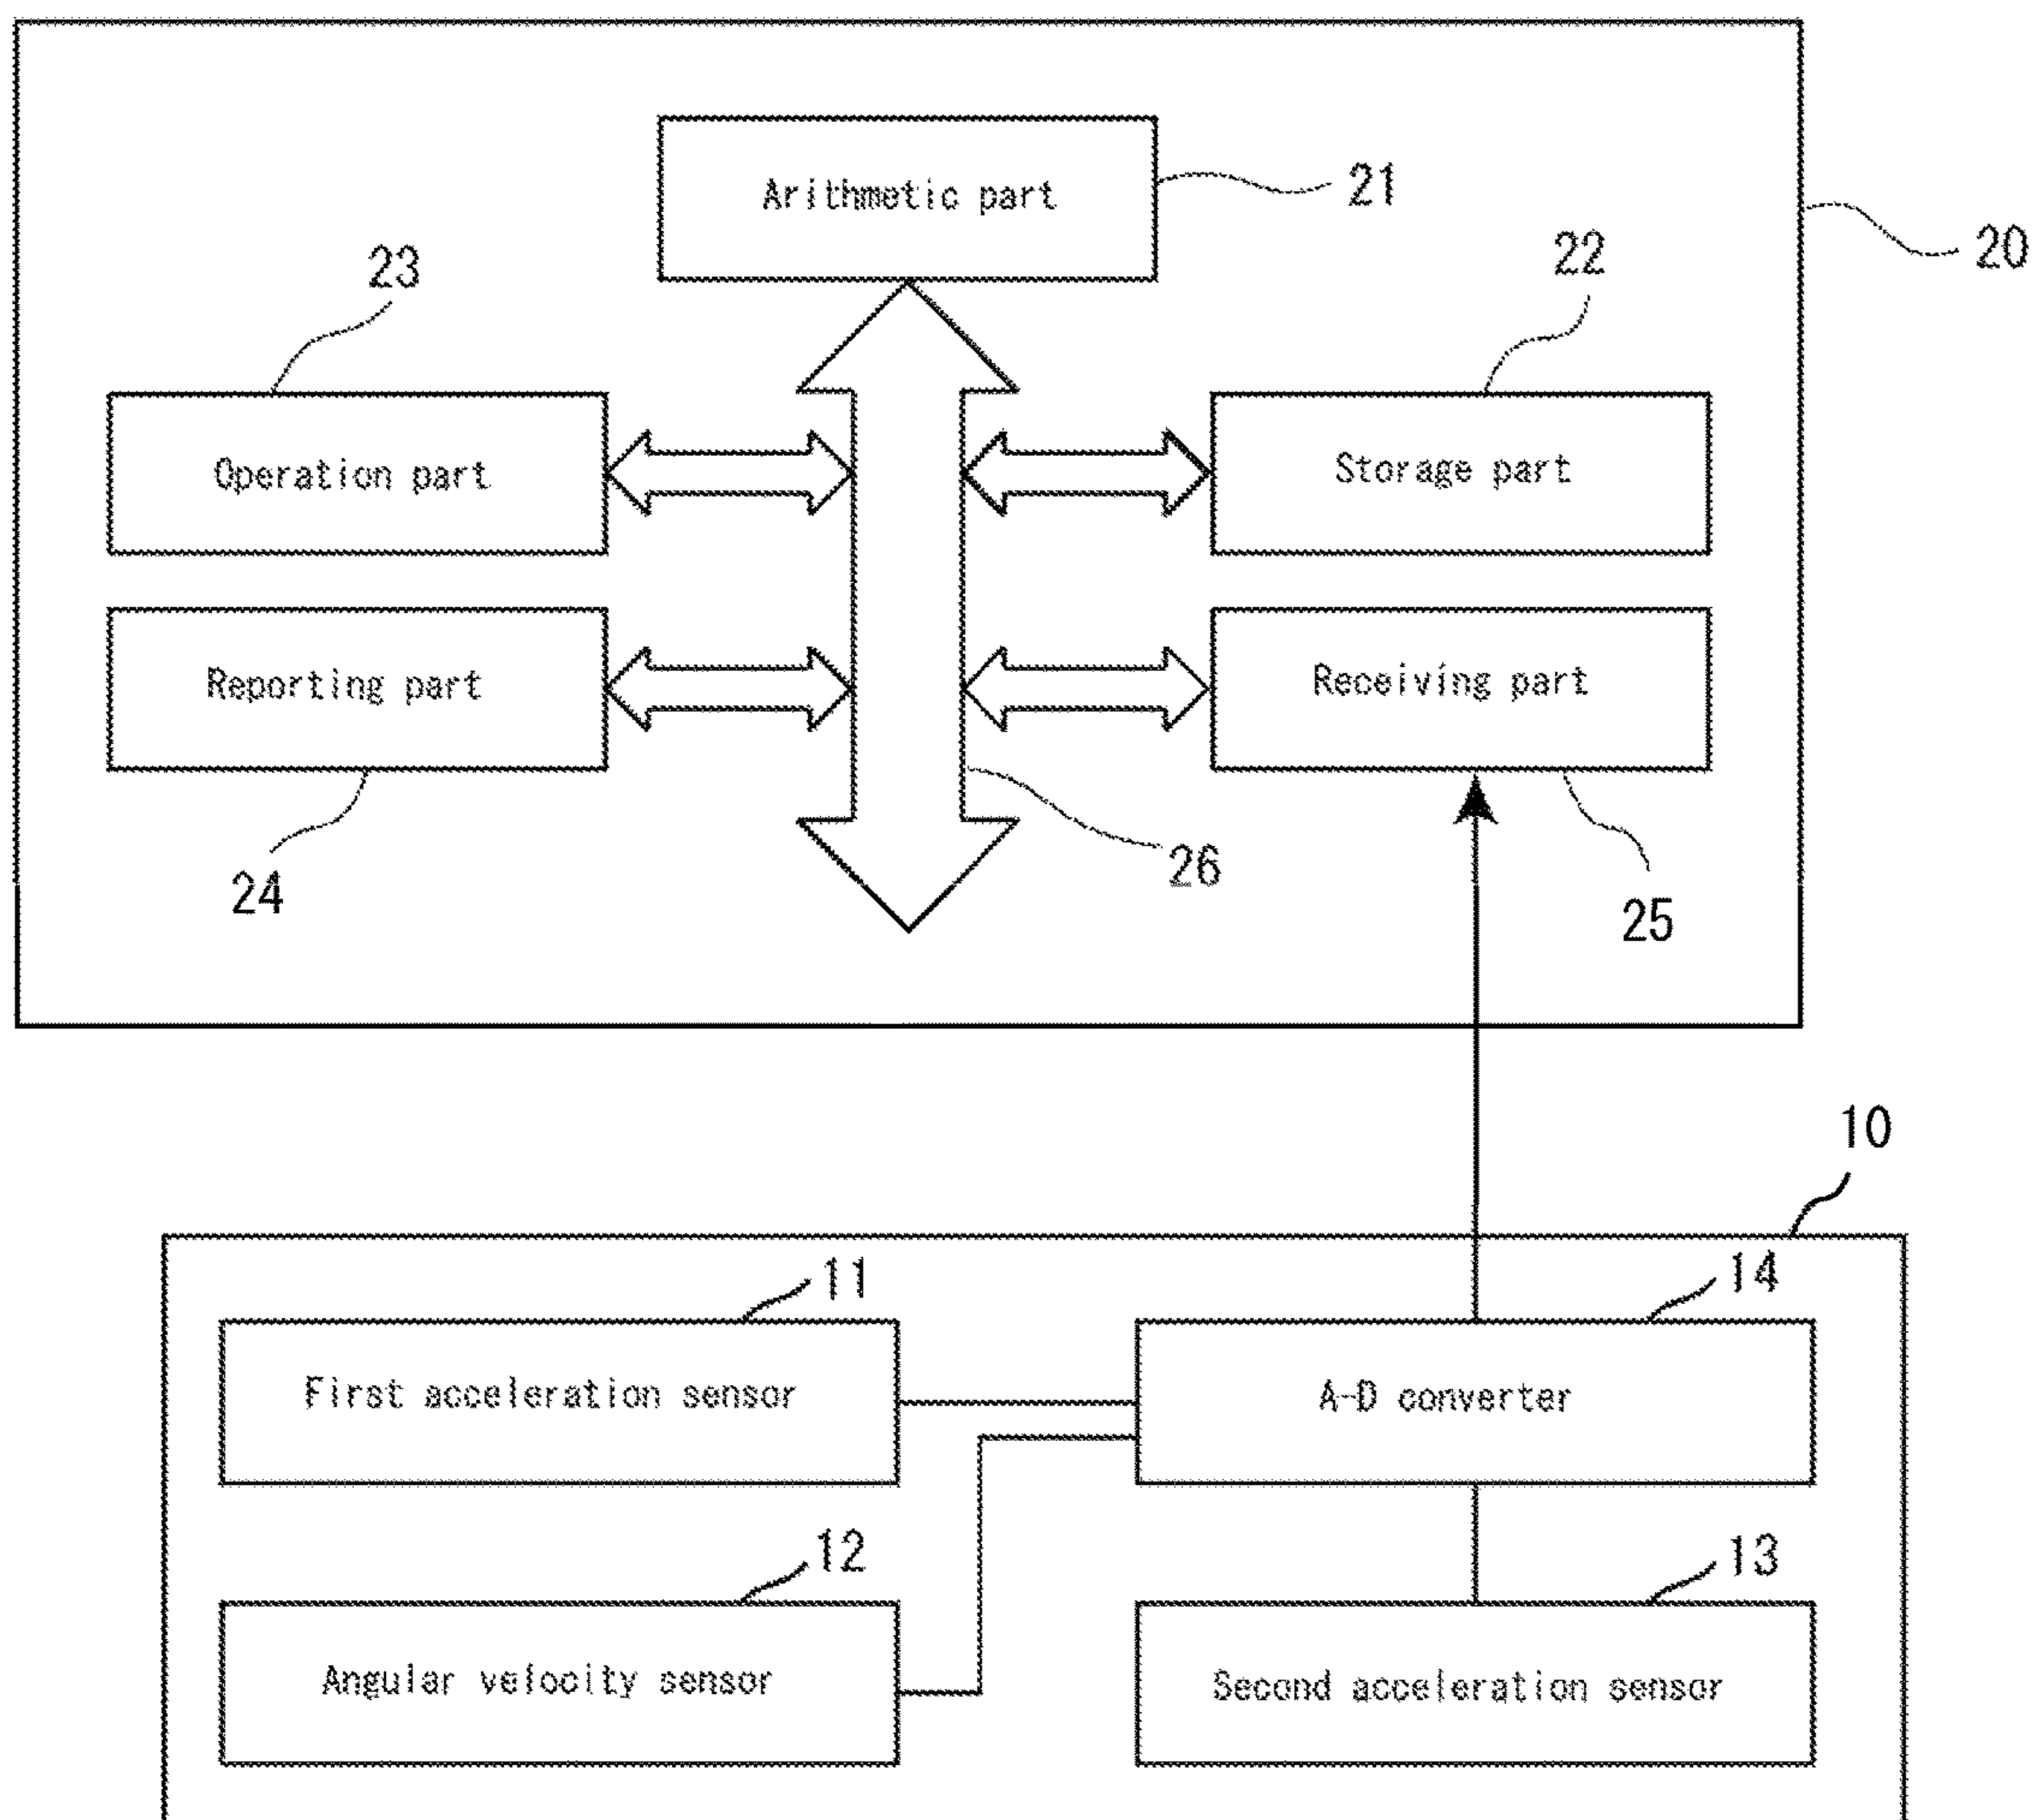 Arithmetic part
21
20
23
22
Operation part
Storage part
Reporting part
Receiving part
24
26
25
10
11
14
First acceleration sensor
A-D converter
12
13
Angular velocity sensor
Second acceleration sensor